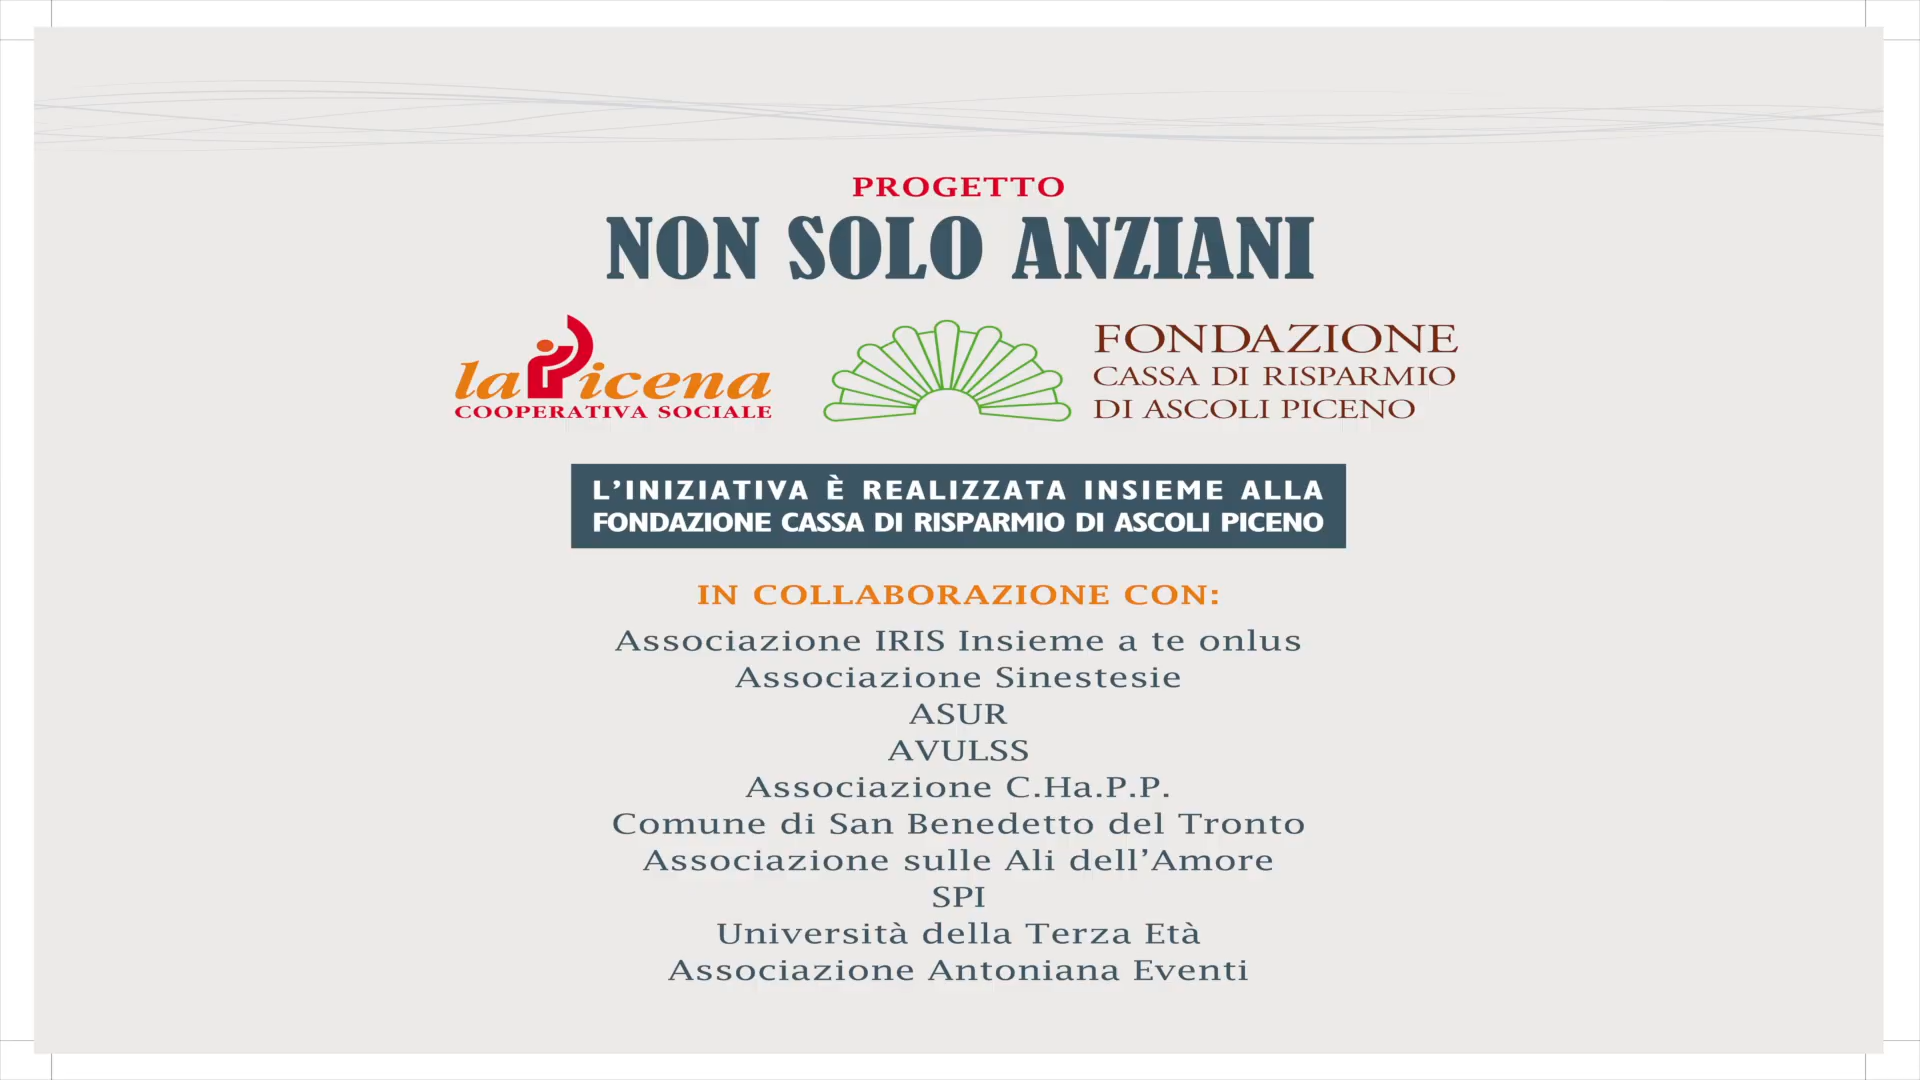 PROGETTO
NON SOLO ANZIANI
la Picena
COOPERATIVA SOCIALE
FONDAZIONE
CASSA DI RISPARMIO
DI ASCOLI PICENO
L’INIZIATIVA È REALIZZATA INSIEME ALLA
FONDAZIONE CASSA DI RISPARMIO DI ASCOLI PICENO
IN COLLABORAZIONE CON:
Associazione IRIS Insieme a te onlus
Associazione Sinestesie
ASUR
AVULSS
Associazione C.Ha.P.P.
Comune di San Benedetto del Tronto
Associazione sulle Ali dell’Amore
SPI
Università della Terza Età
Associazione Antoniana Eventi